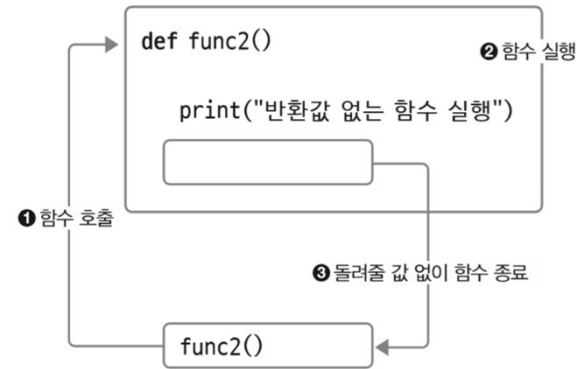 def func2()
❷ 함수 실행
print("반환값 없는 함수 실행")
❶ 함수 호출
❸ 돌려줄 값 없이 함수 종료
func2()